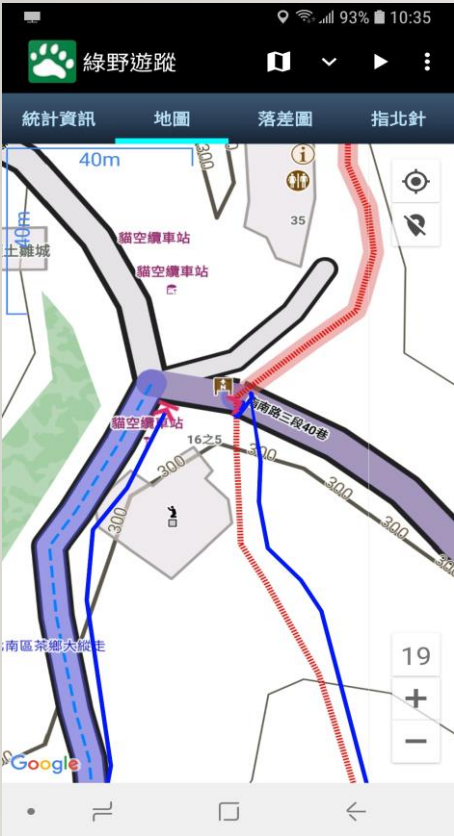 93% 10:35
綠野遊蹤
統計資訊 地圖 落差圖 指北針
40m
40m
300
35
土雞城
貓空纜車站
貓空纜車站
指南路三段40巷
貓空纜車站
16之5
300
300
300
300
300
300
南區茶鄉大縱走
300
19
+
−
Google